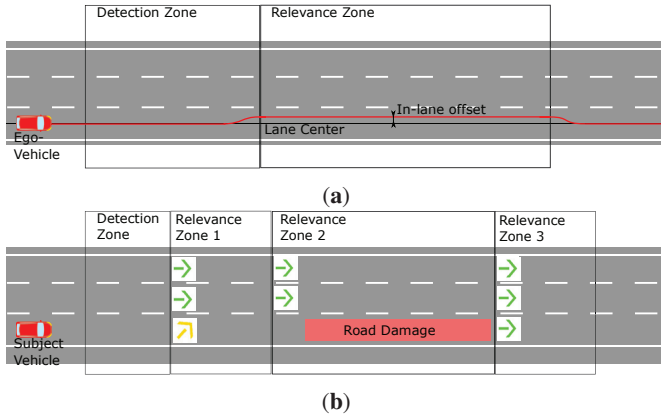 Detection Zone
Relevance Zone
In-lane offset
Lane Center
Ego-
Vehicle
(a)
Detection
Zone
Relevance
Zone 1
Relevance
Zone 2
Relevance
Zone 3
Road Damage
Subject
Vehicle
(b)